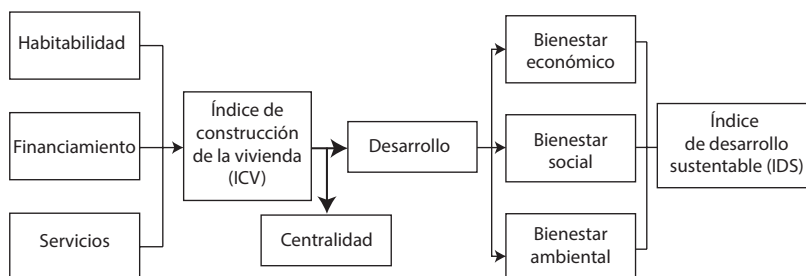 Habitabilidad
Financiamiento
Servicios
Índice de
construcción
de la vivienda
(ICV)
Centralidad
Desarrollo
Bienestar
económico
Bienestar
social
Bienestar
ambiental
Índice
de desarrollo
sustentable (IDS)